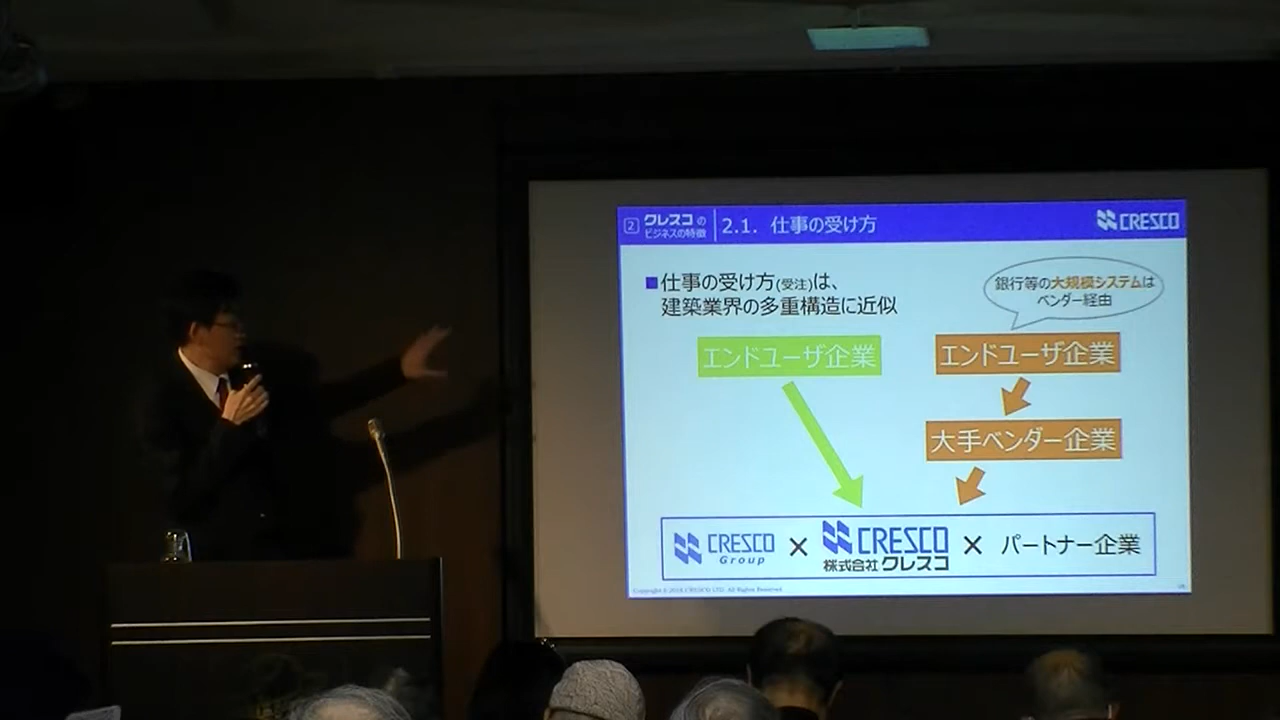 2 クレスコの
ビジネスの特徴
2.1. 仕事の受け方
CRESCO
■仕事の受け方(受注)は、
建築業界の多重構造に近似
銀行等の大規模システムは
ベンダー経由
エンドユーザ企業
エンドユーザ企業
大手ベンダー企業
CRESCO
Group
×
CRESCO
株式会社クレスコ
×
パートナー企業
CRESCO LTD. All Rights Reserved